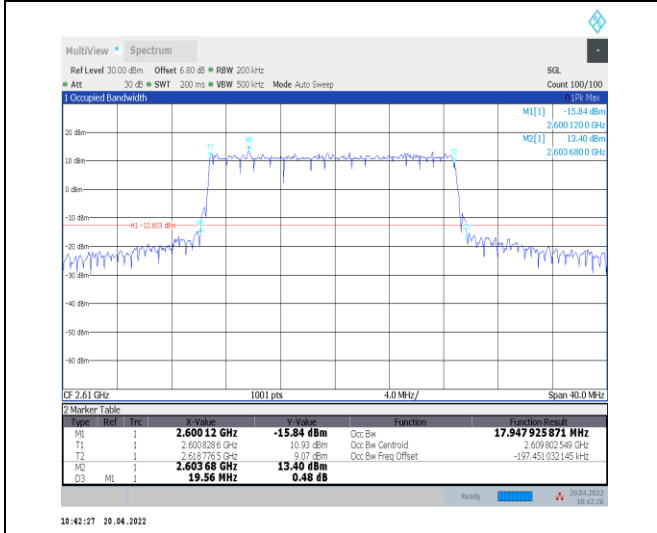 MultiView Spectrum
Ref Level 30.00 dBm Offset 6.80 dB RBW 200 kHz SGL
Att 30 dB SWT 200 ms VBW 500 kHz Mode Auto Sweep Count 100/100
1 Occupied Bandwidth 1Pk Max
M1[1] -15.84 dBm
2.600 120 0 GHz
M2[1] 13.40 dBm
2.603 680 0 GHz
20 dBm
T1 M2 T2
10 dBm
0 dBm
-10 dBm
H1 -12.603 dBm
-20 dBm
-30 dBm
-40 dBm
-50 dBm
-60 dBm
CF 2.61 GHz 1001 pts 4.0 MHz/ Span 40.0 MHz
2 Marker Table
Type Ref Trc X-Value Y-Value Function Function Result
M1 1 2.600 12 GHz -15.84 dBm Occ Bw 17.947 925 871 MHz
T1 1 2.600 828 6 GHz 10.93 dBm Occ Bw Centroid 2.609 802 549 GHz
T2 1 2.618 776 5 GHz 9.07 dBm Occ Bw Freq Offset -197.451 032 145 kHz
M2 1 2.603 68 GHz 13.40 dBm
D3 M1 1 19.56 MHz 0.48 dB
Ready 20.04.2022
10:42:26
10:42:27 20.04.2022